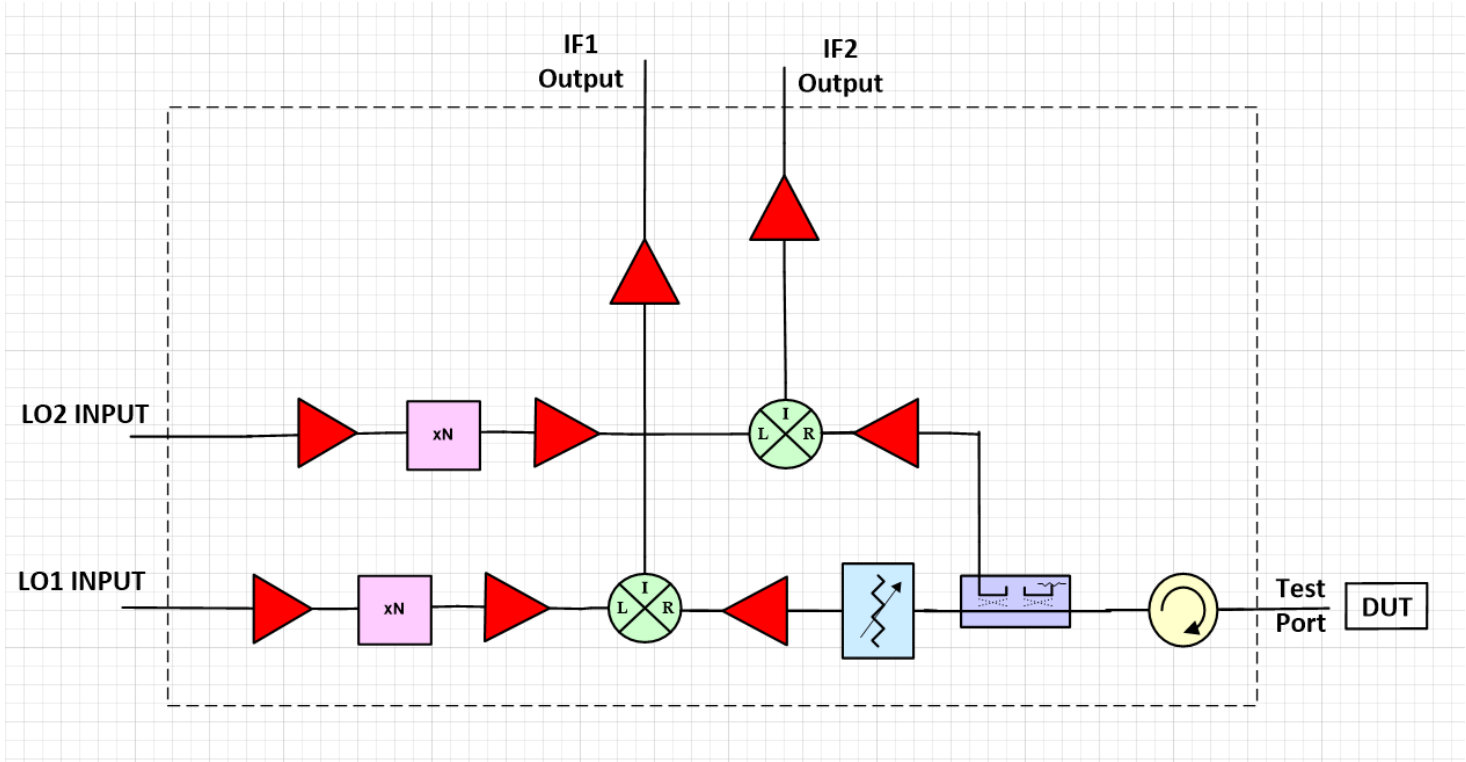 IF1
Output
IF2
Output
LO2 INPUT
xN
I
L
R
LO1 INPUT
xN
I
L
R
Test
Port
DUT